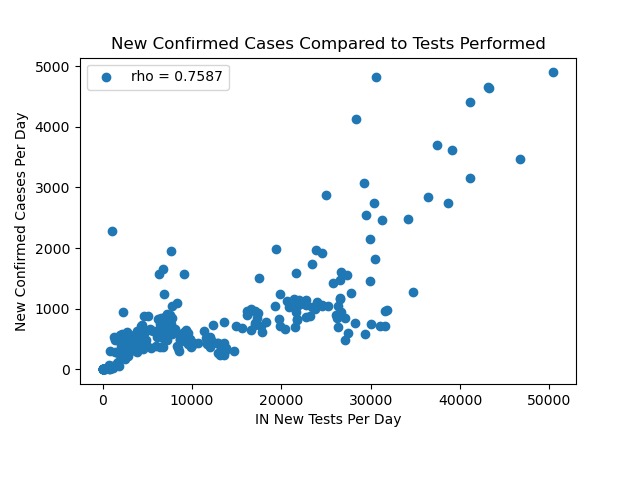 New Confirmed Cases Compared to Tests Performed
rho = 0.7587
5000
4000
3000
2000
1000
0
New Confirmed Caeses Per Day
0 10000 20000 30000 40000 50000
IN New Tests Per Day